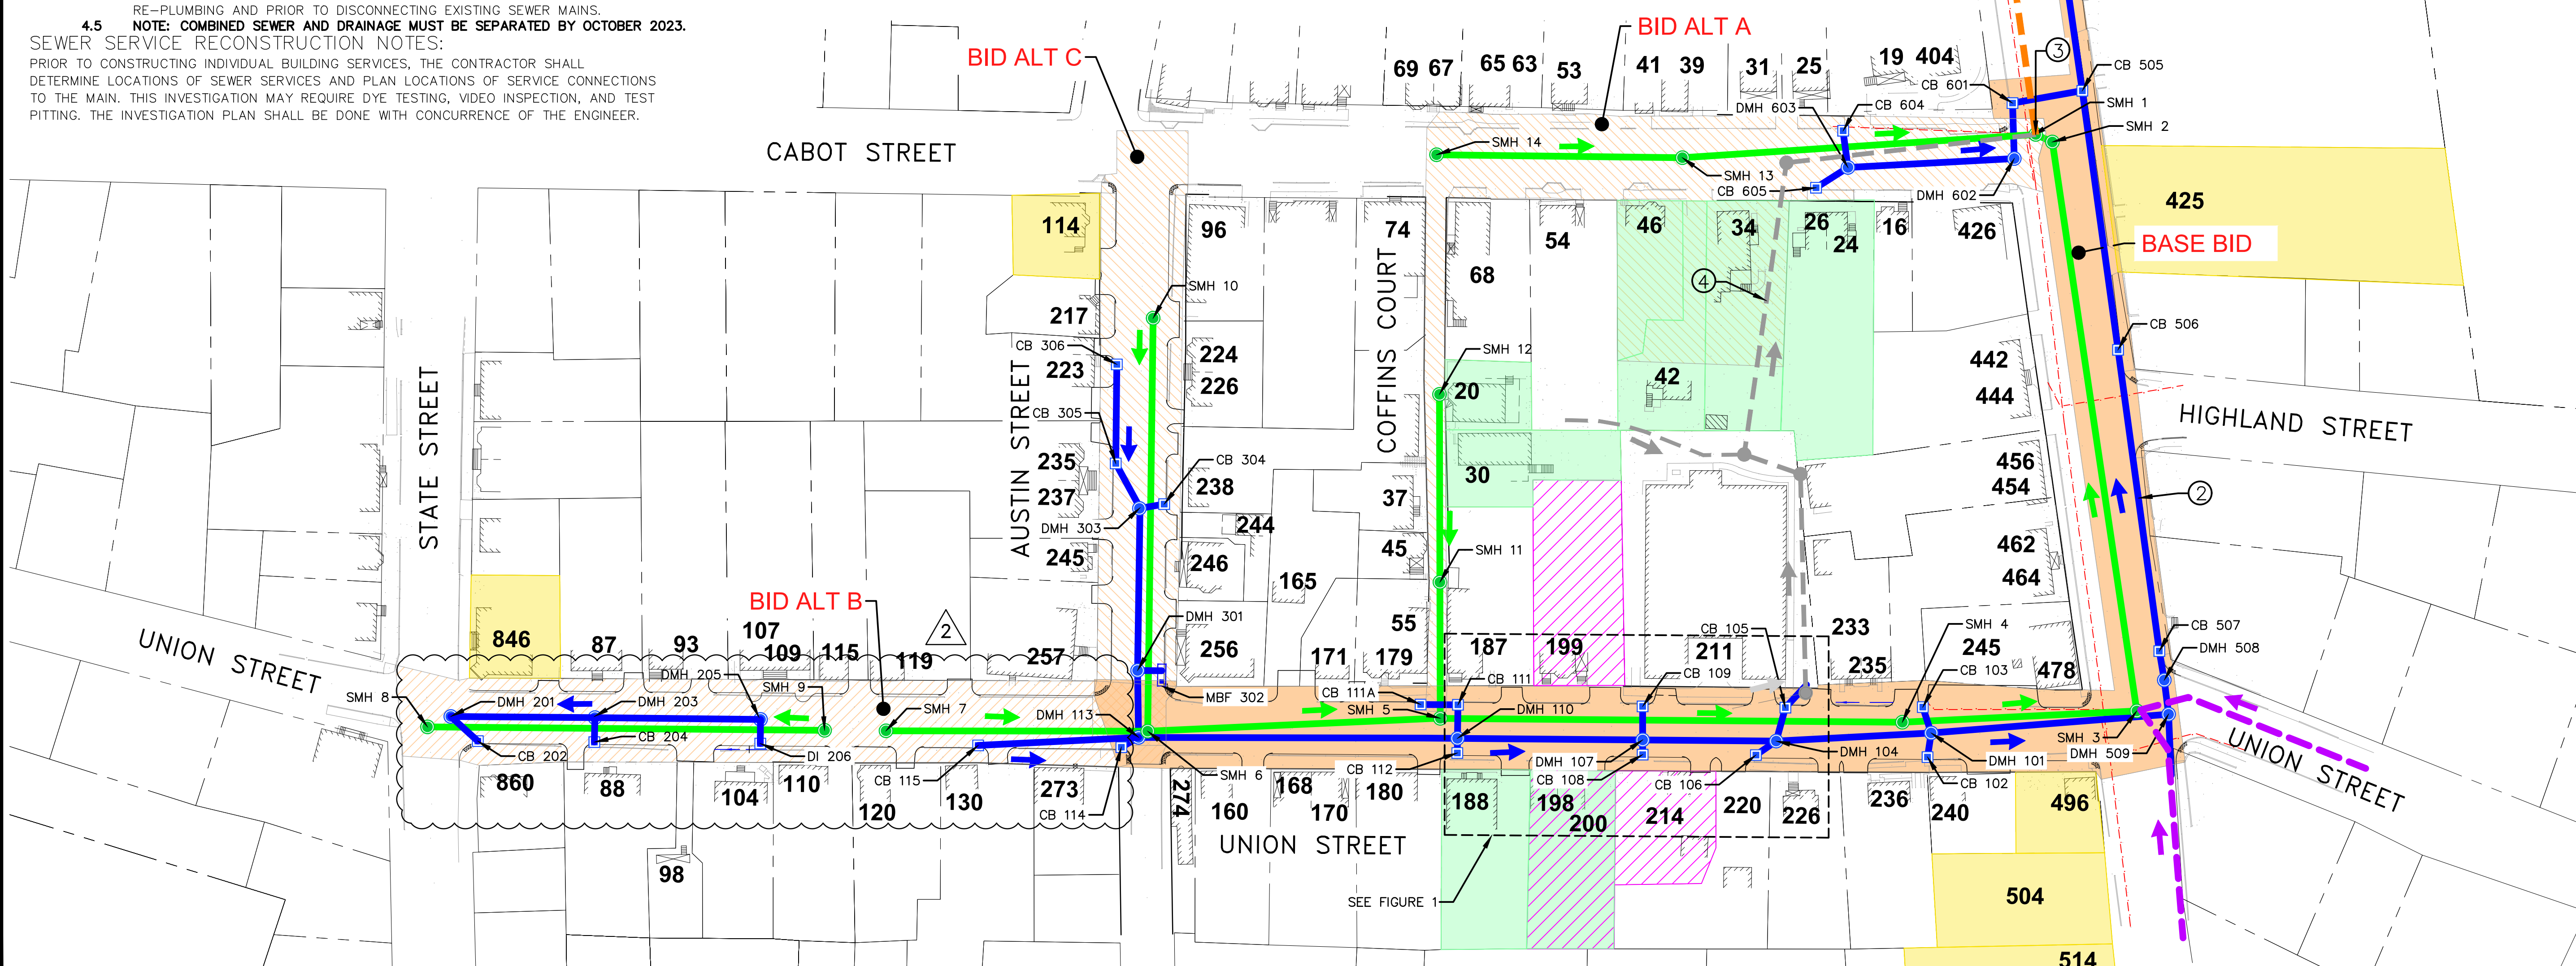 RE-PLUMBING AND PRIOR TO DISCONNECTING EXISTING SEWER MAINS.
4.5 NOTE: COMBINED SEWER AND DRAINAGE MUST BE SEPARATED BY OCTOBER 2023.
SEWER SERVICE RECONSTRUCTION NOTES:
PRIOR TO CONSTRUCTING INDIVIDUAL BUILDING SERVICES, THE CONTRACTOR SHALL
DETERMINE LOCATIONS OF SEWER SERVICES AND PLAN LOCATIONS OF SERVICE CONNECTIONS
TO THE MAIN. THIS INVESTIGATION MAY REQUIRE DYE TESTING, VIDEO INSPECTION, AND TEST
PITTING. THE INVESTIGATION PLAN SHALL BE DONE WITH CONCURRENCE OF THE ENGINEER.
BID ALT C
BID ALT A
69 67 65 63 53 41 39 31 25 19 404
3
CB 505
CB 601
DMH 603
CB 604
SMH 1
SMH 2
CABOT STREET
SMH 14
SMH 13
CB 605
DMH 602
114
96
74
68
54
46
34
26
24
16
426
425
BASE BID
4
SMH 10
217
CB 306
223
224
226
SMH 12
20
42
442
444
CB 506
HIGHLAND STREET
STATE STREET
AUSTIN STREET
COFFINS COURT
CB 305
235
237
CB 304
238
DMH 303
244
245
246
165
37
45
30
SMH 11
456
454
462
464
2
BID ALT B
2
UNION STREET
846
87
93
107
109
115
119
257
DMH 301
256
171
179
55
187
199
211
CB 105
233
235
SMH 4
245
CB 103
478
CB 507
DMH 508
SMH 8
DMH 201
DMH 203
DMH 205
SMH 9
SMH 7
DMH 113
MBF 302
CB 111A
SMH 5
CB 111
DMH 110
CB 109
CB 202
CB 204
DI 206
CB 115
CB 114
SMH 6
CB 112
DMH 107
CB 108
CB 106
DMH 104
DMH 101
CB 102
SMH 3
DMH 509
UNION STREET
860
88
104
110
120
130
273
274
160
168
170
180
188
198
200
214
220
226
236
240
496
UNION STREET
98
SEE FIGURE 1
504
514